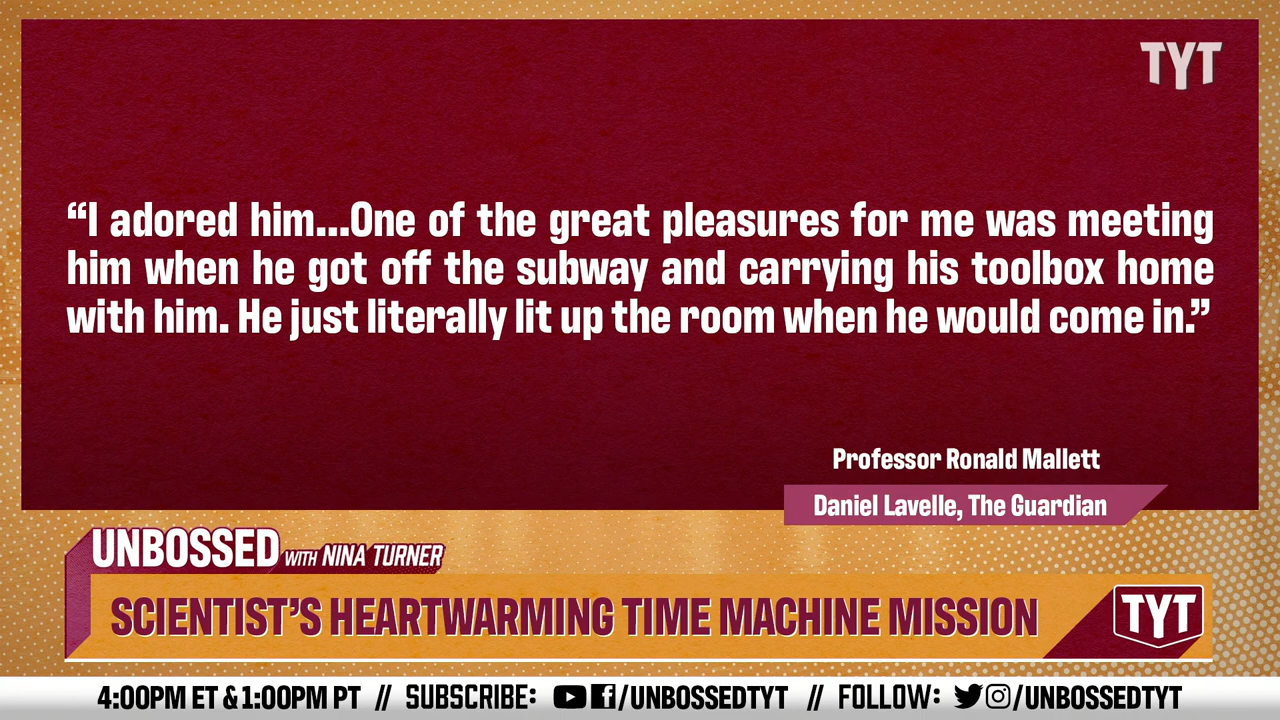 TYT
“I adored him...One of the great pleasures for me was meeting
him when he got off the subway and carrying his toolbox home
with him. He just literally lit up the room when he would come in.”
Professor Ronald Mallett
Daniel Lavelle, The Guardian
UNBOSSED WITH NINA TURNER
SCIENTIST’S HEARTWARMING TIME MACHINE MISSION
TYT
4:00PM ET & 1:00PM PT // SUBSCRIBE: /UNBOSSEDTYT // FOLLOW: /UNBOSSEDTYT